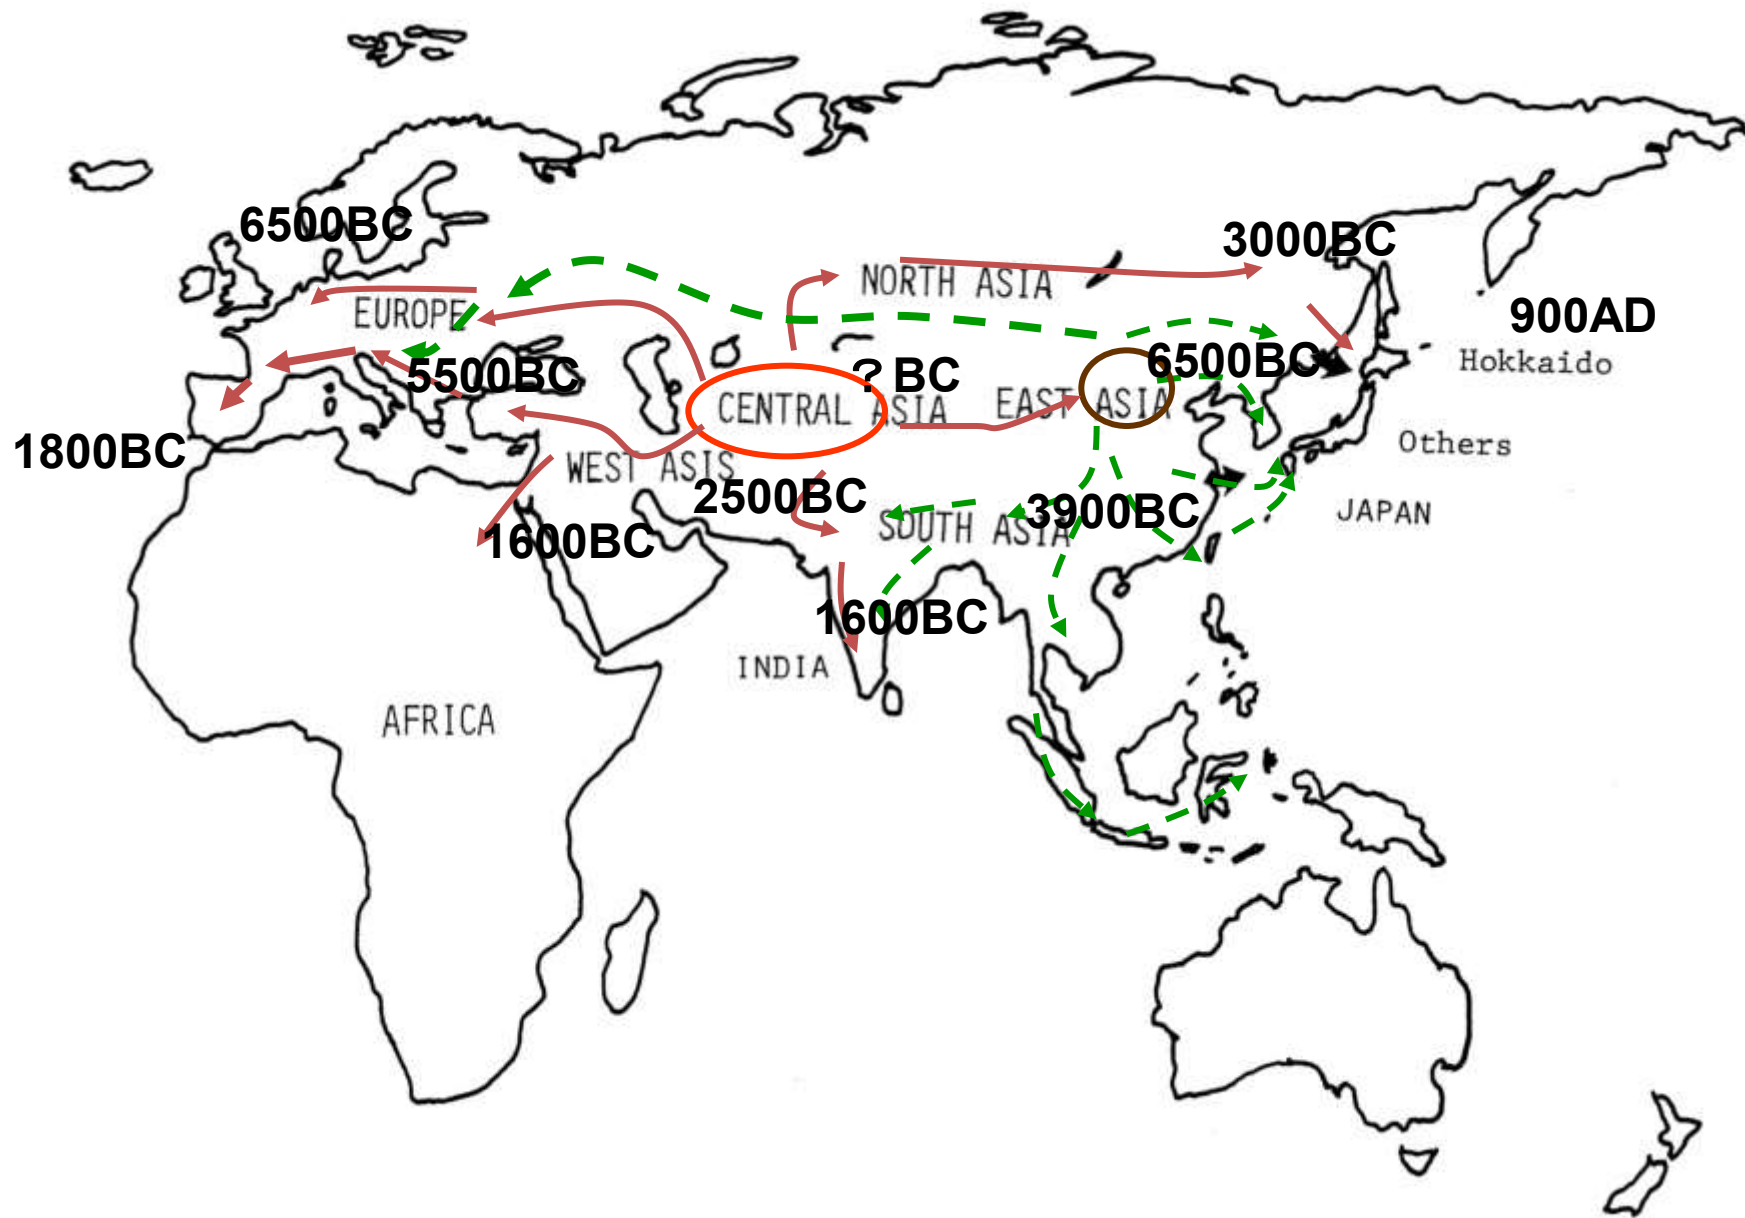 6500BC
3000BC
NORTH ASIA
EUROPE
900AD
Hokkaido
5500BC
? BC
6500BC
CENTRAL ASIA
EAST ASIA
1800BC
Others
WEST ASIS
2500BC
3900BC
JAPAN
SOUTH ASIA
1600BC
1600BC
INDIA
AFRICA